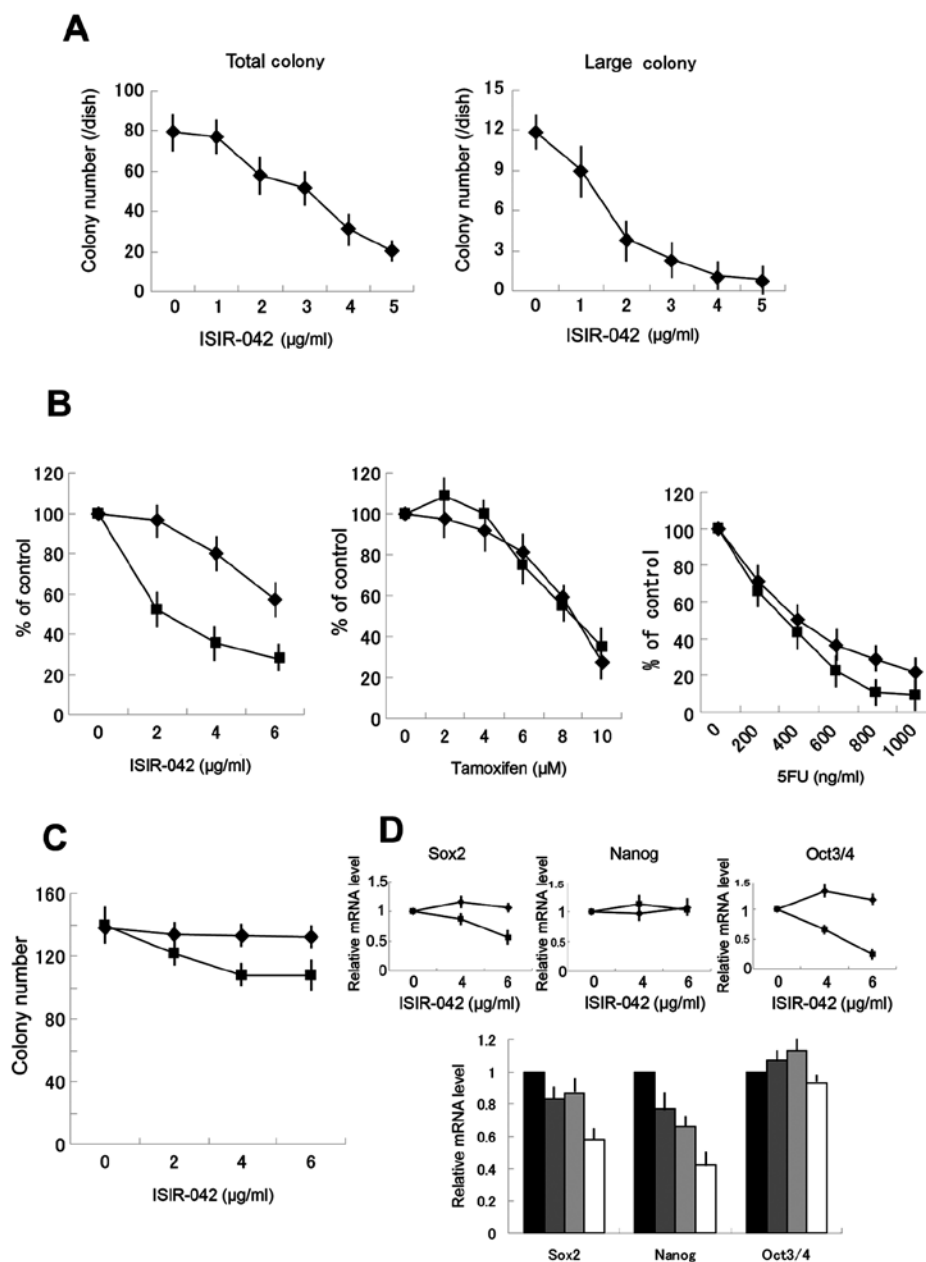 A
Total colony
Large colony
Colony number (/dish)
100
80
60
40
20
0
0 1 2 3 4 5
ISIR-042 (µg/ml)
Colony number (/dish)
15
12
9
6
3
0
0 1 2 3 4 5
ISIR-042 (µg/ml)
B
% of control
120
100
80
60
40
20
0
0 2 4 6
ISIR-042 (µg/ml)
% of control
120
100
80
60
40
20
0
0 2 4 6 8 10
Tamoxifen (µM)
% of control
120
100
80
60
40
20
0
0 200 400 600 800 1000
5FU (ng/ml)
C
Colony number
160
120
80
40
0
0 2 4 6
ISIR-042 (µg/ml)
D
Sox2
Nanog
Oct3/4
Relative mRNA level
1.5
1
0.5
0
0 4 6
ISIR-042 (µg/ml)
Relative mRNA level
1.5
1
0.5
0
0 4 6
ISIR-042 (µg/ml)
Relative mRNA level
1.5
1
0.5
0
0 4 6
ISIR-042 (µg/ml)
Relative mRNA level
1.2
1
0.8
0.6
0.4
0.2
0
Sox2 Nanog Oct3/4